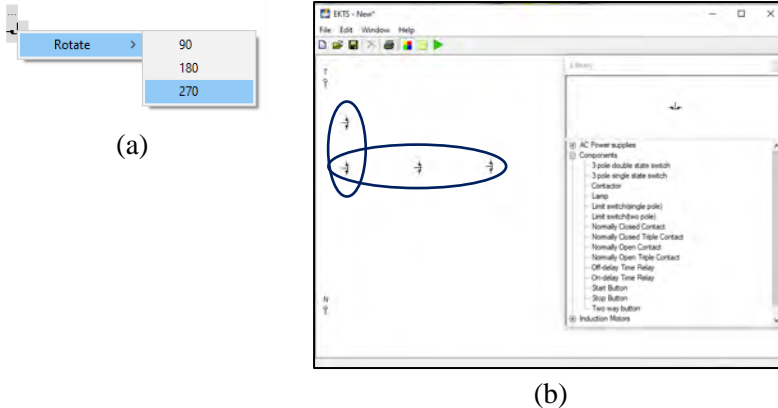 ...
Rotate >
90
180
270
(a)
EKTS - New*
File Edit Window Help
T
N
Library
AC Power supplies
Components
3 pole double state switch
3 pole single state switch
Contactor
Lamp
Limit switch(single pole)
Limit switch(two pole)
Normally Closed Contact
Normally Closed Triple Contact
Normally Open Contact
Normally Open Triple Contact
Off-delay Time Relay
On-delay Time Relay
Start Button
Stop Button
Two way button
Induction Motors
(b)